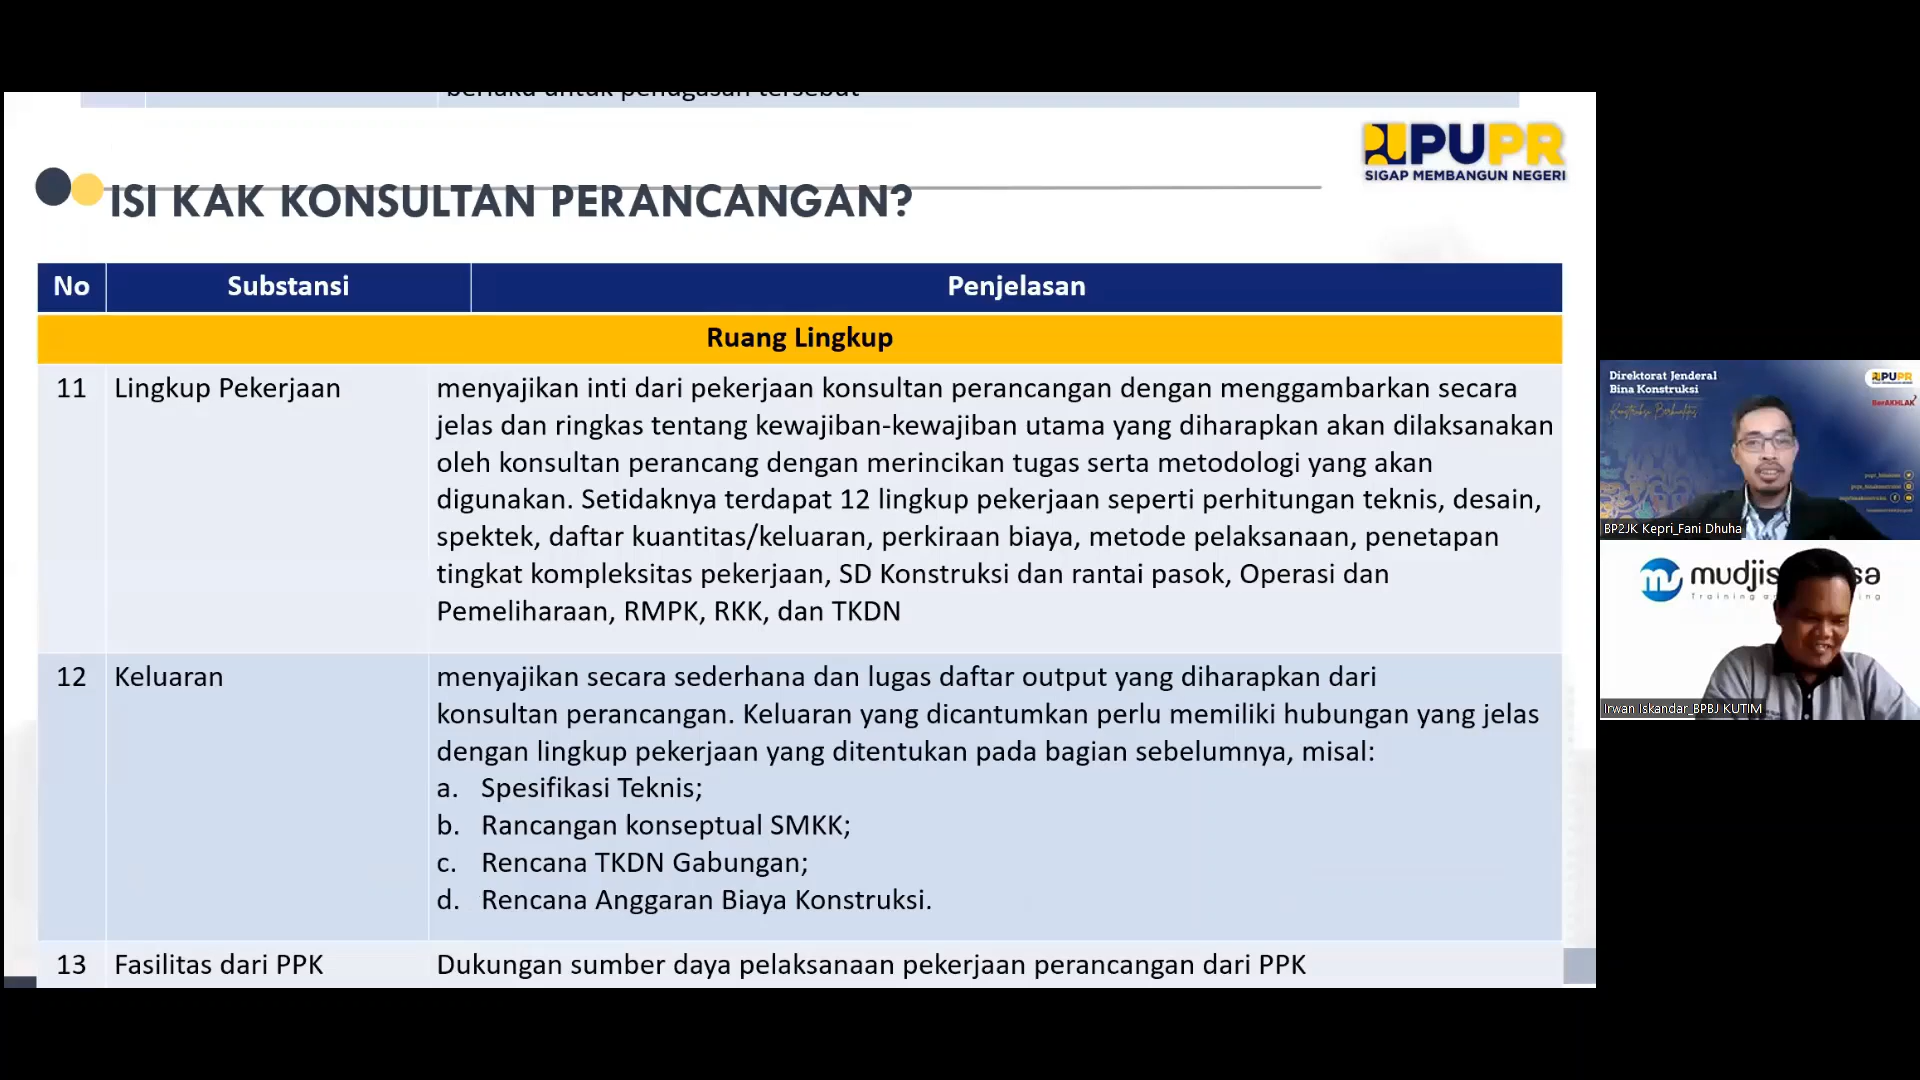 berlaku untuk penugasan tersebut
PUPR
SIGAP MEMBANGUN NEGERI
ISI KAK KONSULTAN PERANCANGAN?
No Substansi Penjelasan
Ruang Lingkup
11 Lingkup Pekerjaan menyajikan inti dari pekerjaan konsultan perancangan dengan menggambarkan secara
jelas dan ringkas tentang kewajiban-kewajiban utama yang diharapkan akan dilaksanakan
oleh konsultan perancang dengan merincikan tugas serta metodologi yang akan
digunakan. Setidaknya terdapat 12 lingkup pekerjaan seperti perhitungan teknis, desain,
spektek, daftar kuantitas/keluaran, perkiraan biaya, metode pelaksanaan, penetapan
tingkat kompleksitas pekerjaan, SD Konstruksi dan rantai pasok, Operasi dan
Pemeliharaan, RMPK, RKK, dan TKDN
12 Keluaran menyajikan secara sederhana dan lugas daftar output yang diharapkan dari
konsultan perancangan. Keluaran yang dicantumkan perlu memiliki hubungan yang jelas
dengan lingkup pekerjaan yang ditentukan pada bagian sebelumnya, misal:
a. Spesifikasi Teknis;
b. Rancangan konseptual SMKK;
c. Rencana TKDN Gabungan;
d. Rencana Anggaran Biaya Konstruksi.
13 Fasilitas dari PPK Dukungan sumber daya pelaksanaan pekerjaan perancangan dari PPK
Direktorat Jenderal
Bina Konstruksi
PUPR
BerAKHLAK
BP2JK Kepri_Fani Dhuha
Irwan Iskandar_BPBJ KUTIM